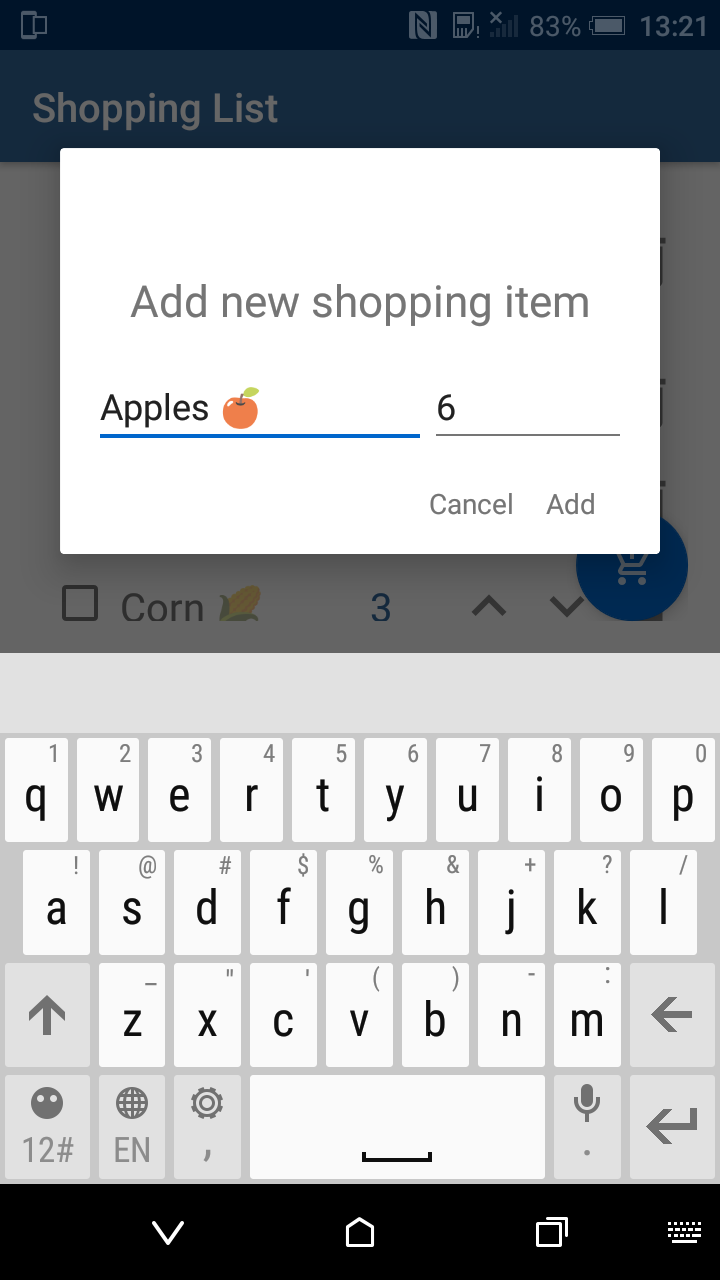 83% 13:21
Shopping List
Add new shopping item
Apples 🍊 6
Cancel Add
Corn 🌽 3
1 2 3 4 5 6 7 8 9 0
q w e r t y u i o p
! @ # $ % & + ? /
a s d f g h j k l
_ " ' ( ) - :
z x c v b n m
12# EN , .